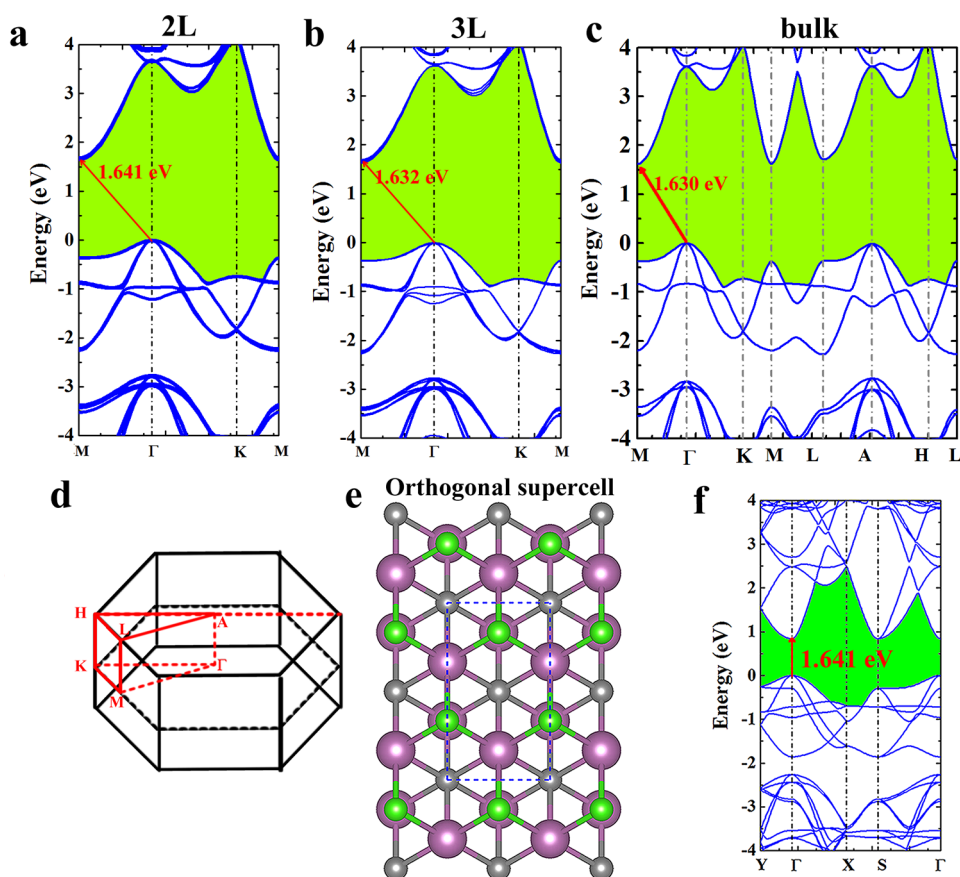 a 2L b 3L c bulk
4 3 2 1 0 -1 -2 -3 -4
Energy (eV)
1.641 eV
M Γ K M
4 3 2 1 0 -1 -2 -3 -4
Energy (eV)
1.632 eV
M Γ K M
4 3 2 1 0 -1 -2 -3 -4
Energy (eV)
1.630 eV
M Γ K M L A H L
d
H
L
A
K
Γ
M
e
Orthogonal supercell
f
4 3 2 1 0 -1 -2 -3 -4
Energy (eV)
1.641 eV
Y Γ X S Γ